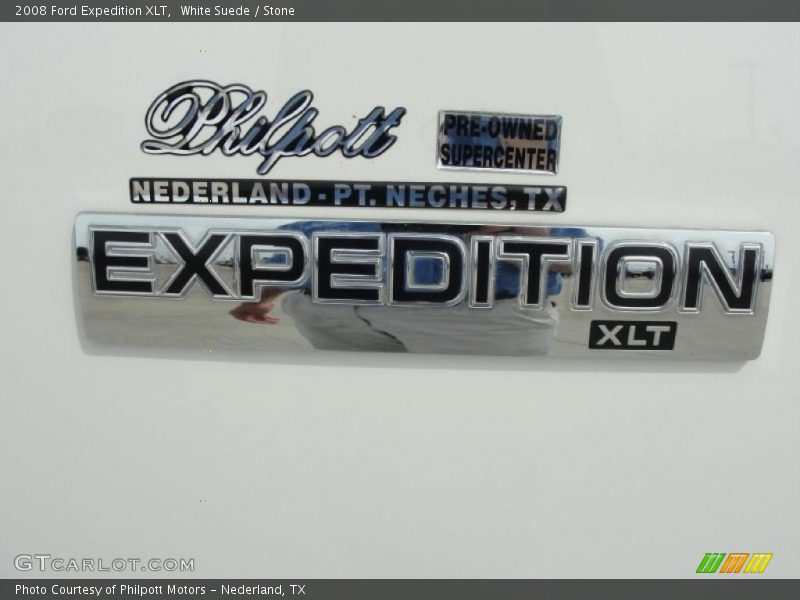 2008 Ford Expedition XLT,  White Suede / Stone
Philpott
PRE-OWNED
SUPERCENTER
NEDERLAND - PT. NECHES, TX
EXPEDITION
XLT
GTCARLOT.COM
Photo Courtesy of Philpott Motors - Nederland, TX